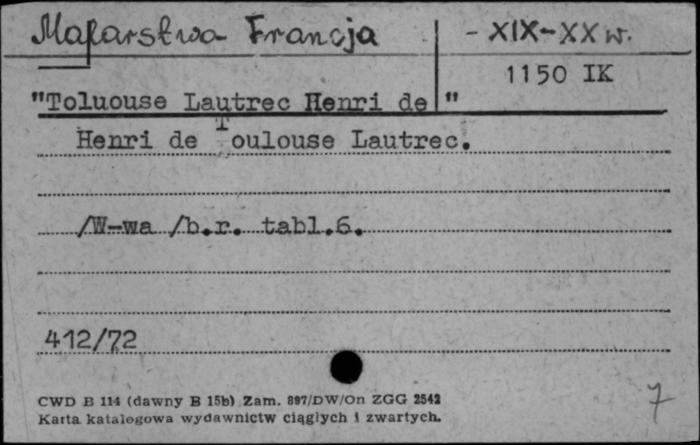 Malarstwo Francja - XIX-XX w.
1150 IK
"Toluouse Lautrec Henri de "
Henri de Toulouse Lautrec.
/W-wa /b.r. tabl.6.
412/72
CWD B 114 (dawny B 15b) Zam. 897/DW/On ZGG 2542
Karta katalogowa wydawnictw ciągłych i zwartych.
7